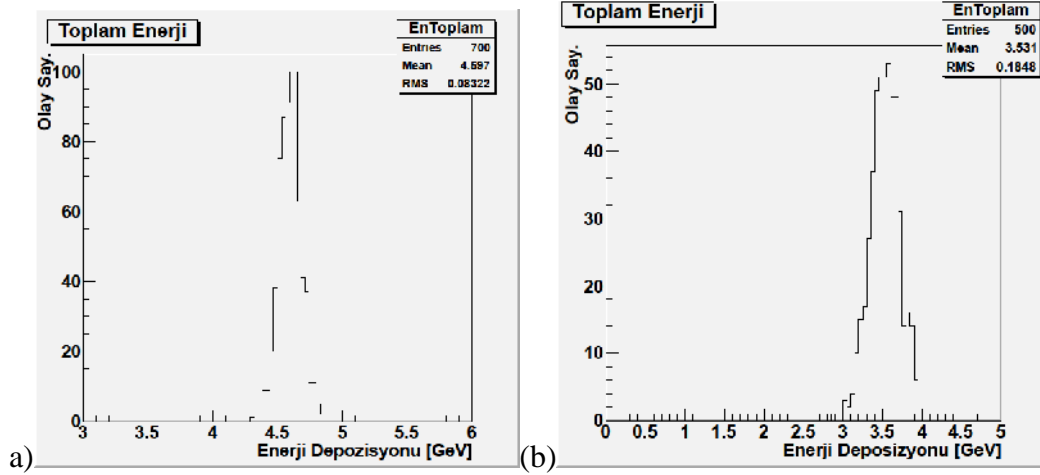 Toplam Enerji
EnToplam
Entries 700
Mean 4.597
RMS 0.08322
Olay Say.
100
80
60
40
20
0
3 3.5 4 4.5 5 5.5 6
Enerji Depozisyonu [GeV]
a)
Toplam Enerji
EnToplam
Entries 500
Mean 3.531
RMS 0.1848
Olay Say.
50
40
30
20
10
0
0 0.5 1 1.5 2 2.5 3 3.5 4 4.5 5
Enerji Deposizyonu [GeV]
(b)